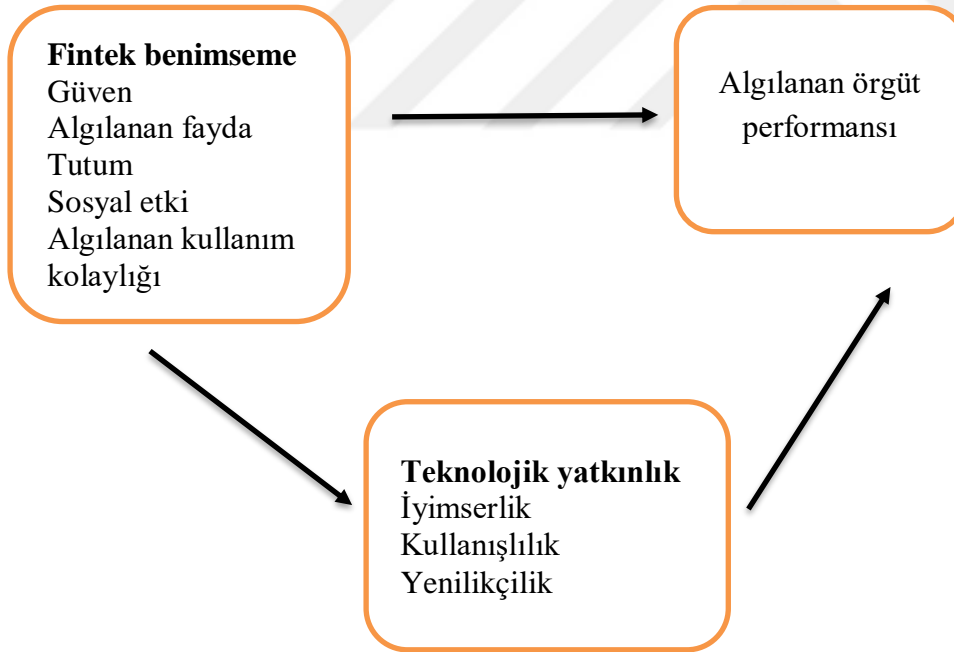 Fintek benimseme
Güven
Algılanan fayda
Tutum
Sosyal etki
Algılanan kullanım
kolaylığı
Algılanan örgüt
performansı
Teknolojik yatkınlık
İyimserlik
Kullanışlılık
Yenilikçilik